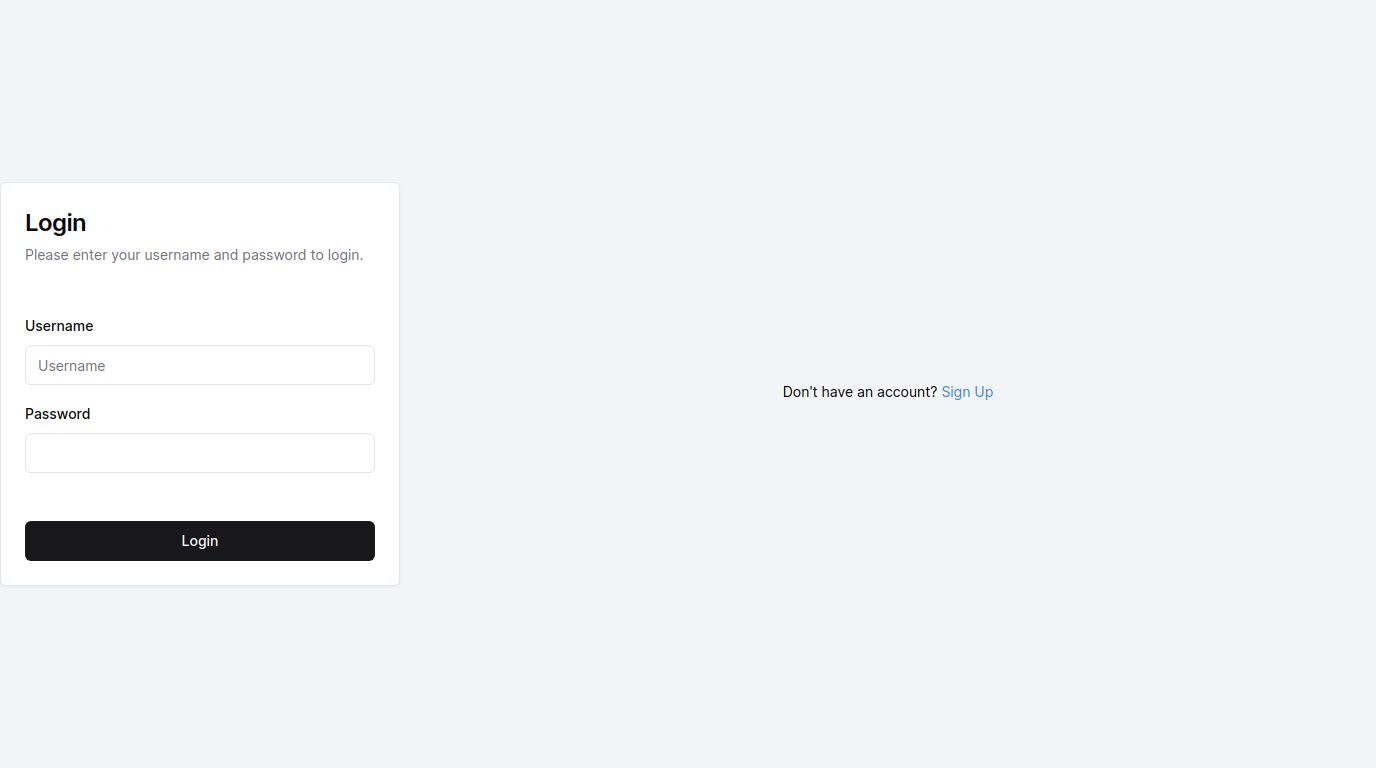 Login
Please enter your username and password to login.
Username
Username
Password
Login
Don't have an account? Sign Up